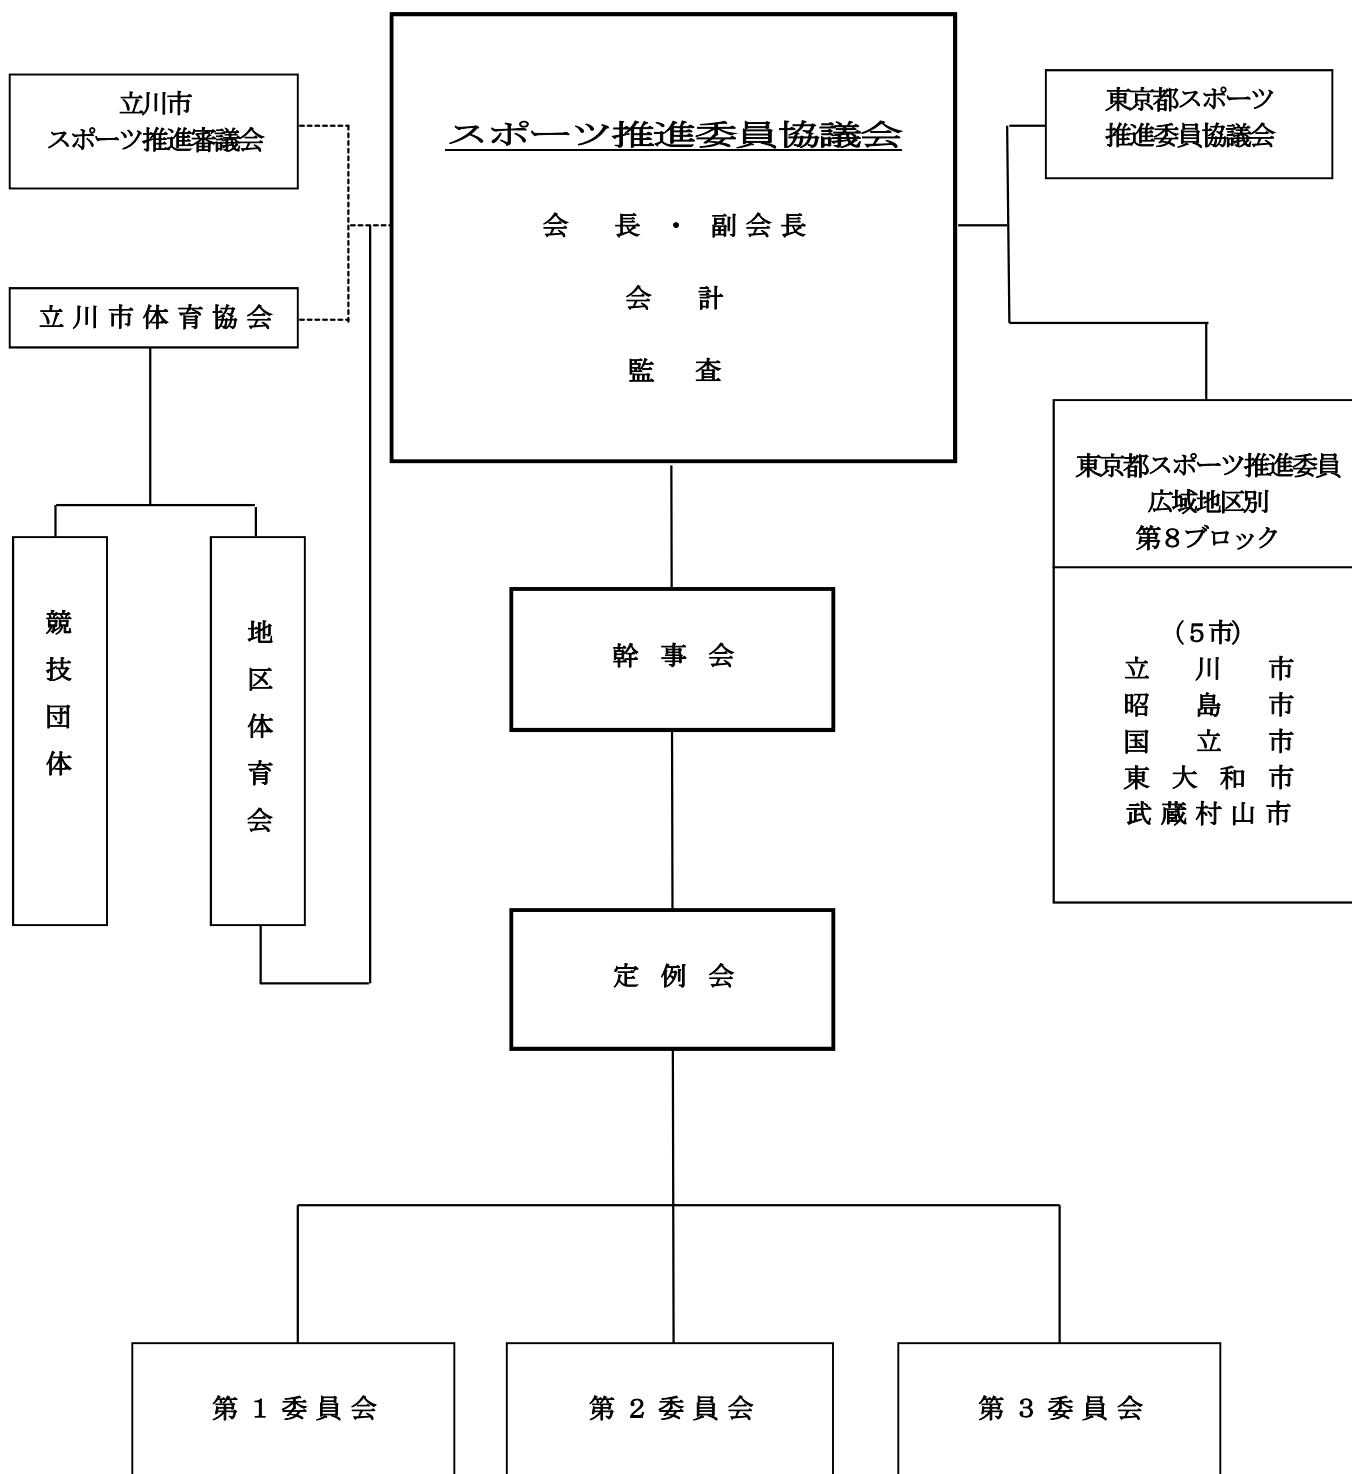 立川市
スポーツ推進審議会
スポーツ推進委員協議会
会長・副会長
会計
監査
東京都スポーツ
推進委員協議会
立川市体育協会
東京都スポーツ推進委員
広域地区別
第８ブロック
（５市）
立川市
昭島市
国立市
東大和市
武蔵村山市
競技団体
地区体育会
幹事会
定例会
第１委員会
第２委員会
第３委員会